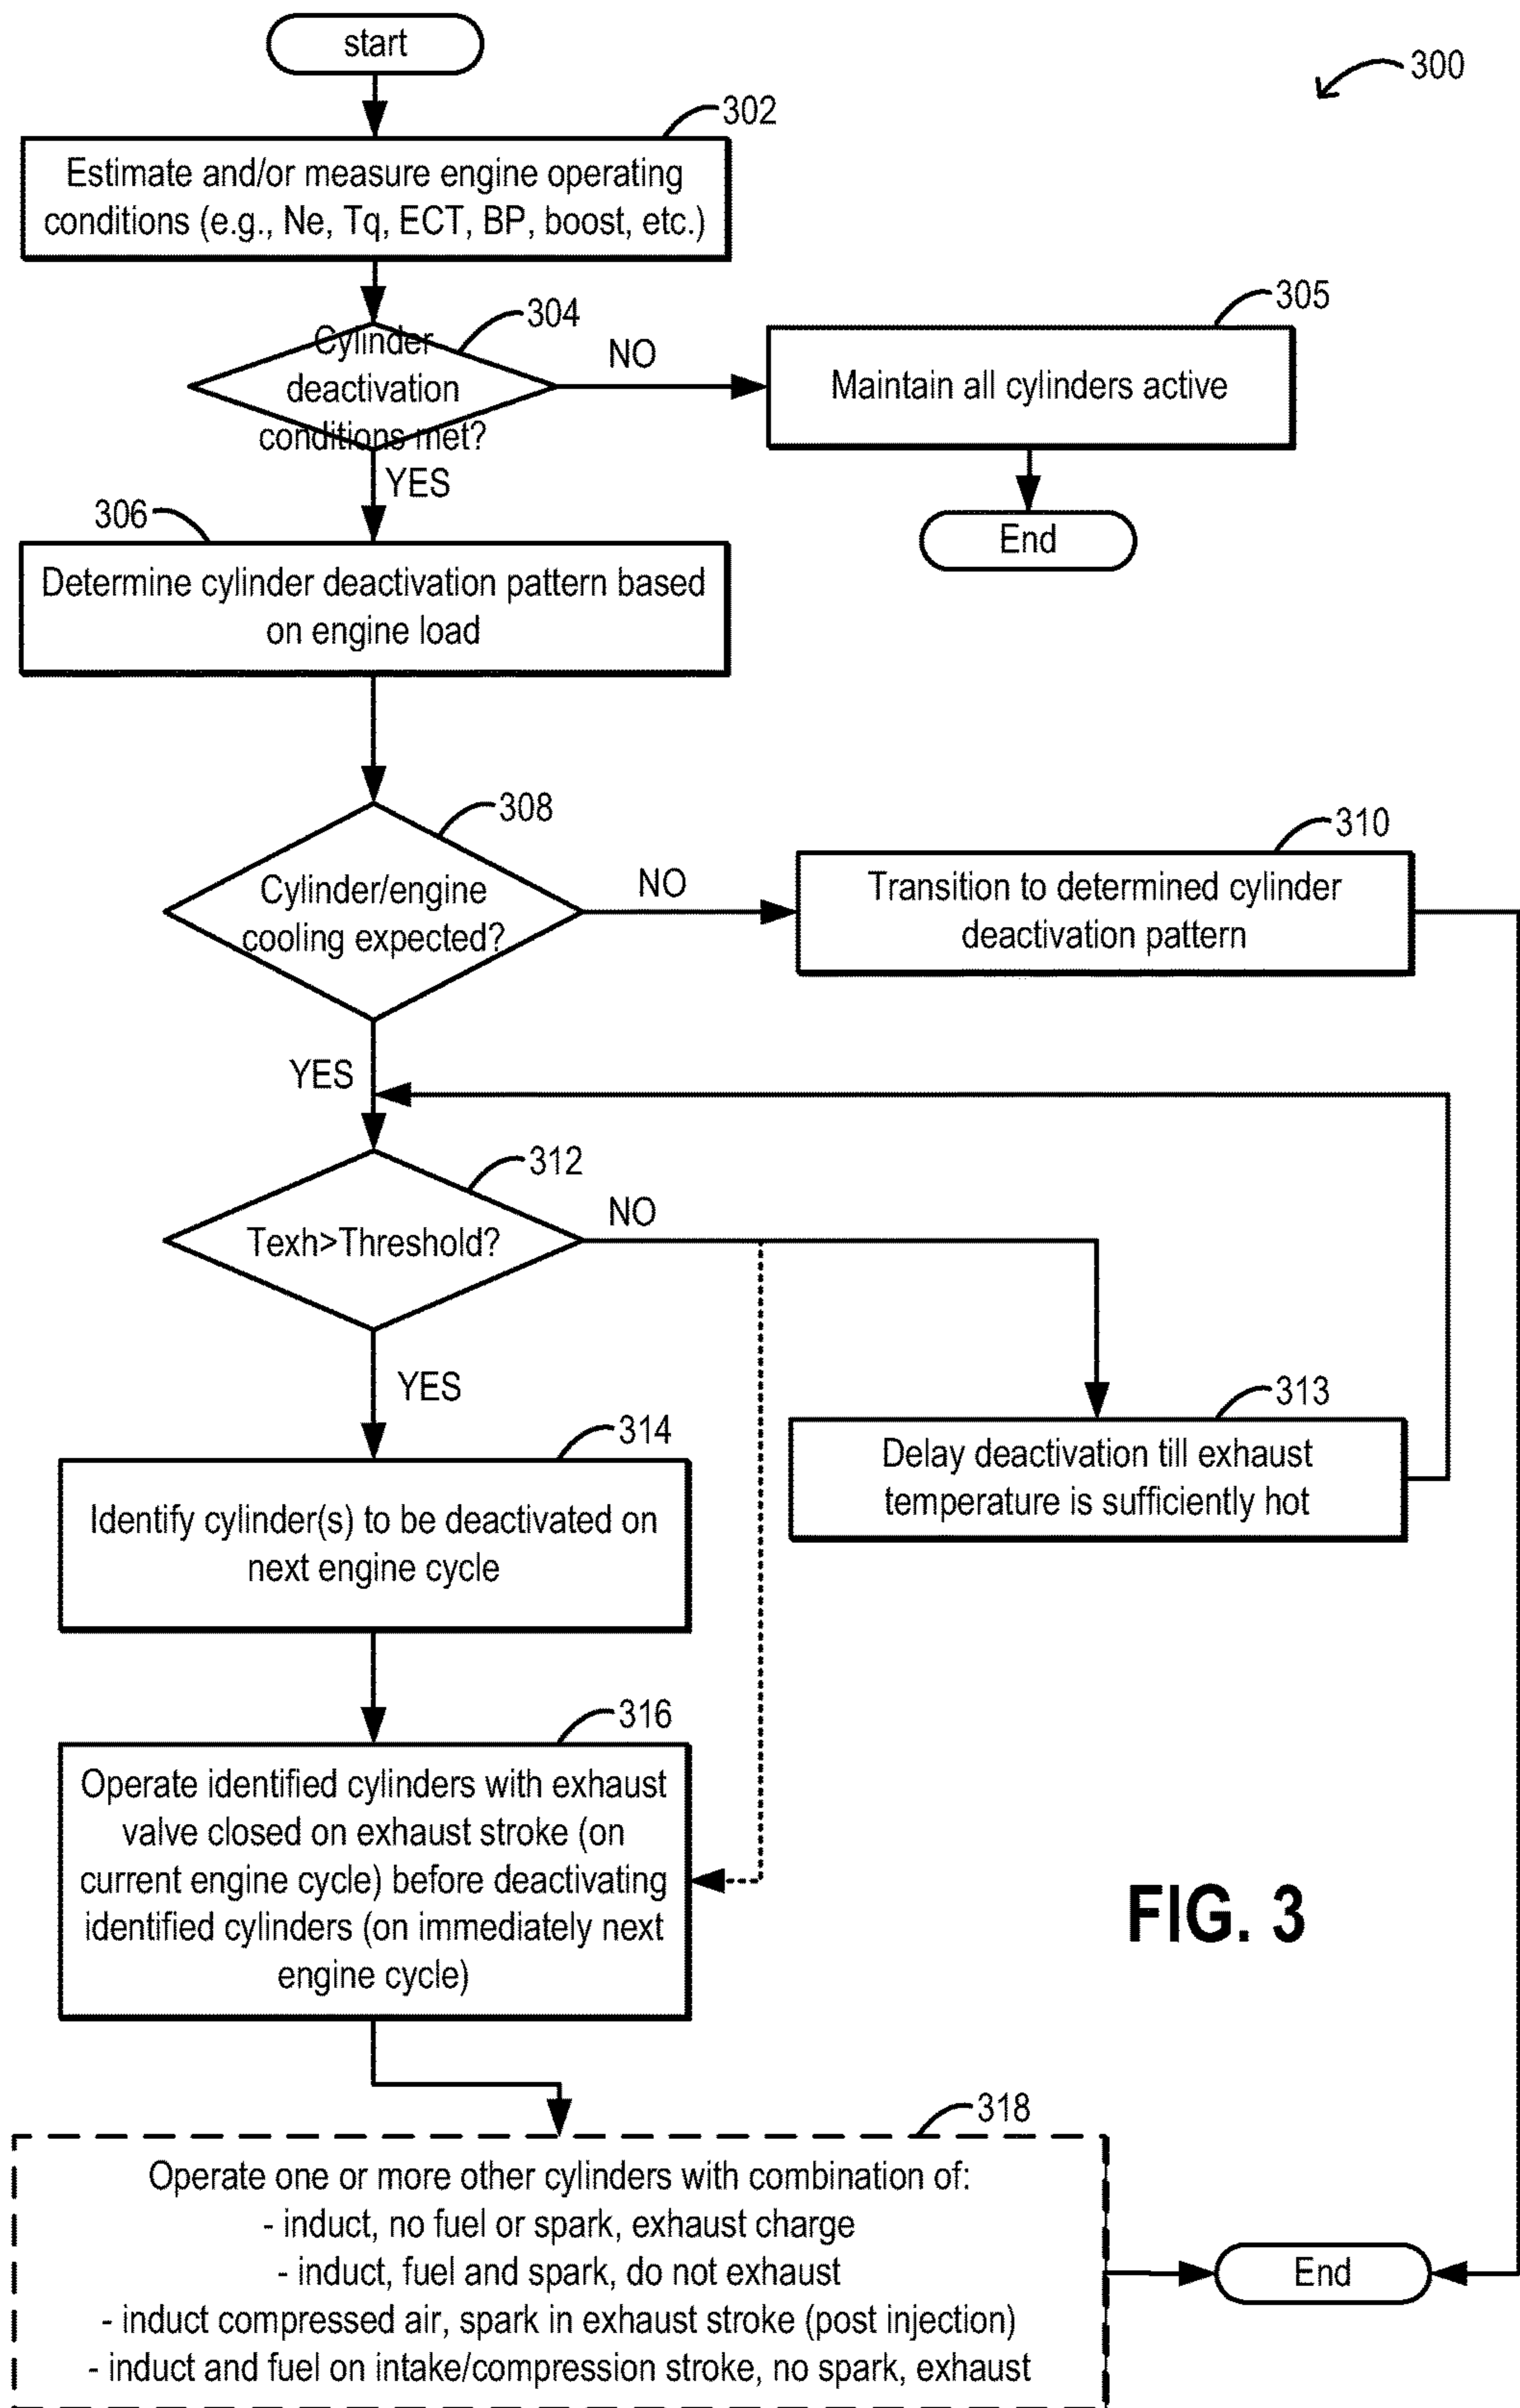 start
300
302
Estimate and/or measure engine operating
conditions (e.g., Ne, Tq, ECT, BP, boost, etc.)
304
Cylinder
deactivation
conditions met?
NO
305
Maintain all cylinders active
YES
End
306
Determine cylinder deactivation pattern based
on engine load
308
Cylinder/engine
cooling expected?
NO
310
Transition to determined cylinder
deactivation pattern
YES
312
Texh>Threshold?
NO
YES
313
Delay deactivation till exhaust
temperature is sufficiently hot
314
Identify cylinder(s) to be deactivated on
next engine cycle
316
Operate identified cylinders with exhaust
valve closed on exhaust stroke (on
current engine cycle) before deactivating
identified cylinders (on immediately next
engine cycle)
FIG. 3
318
Operate one or more other cylinders with combination of:
- induct, no fuel or spark, exhaust charge
- induct, fuel and spark, do not exhaust
- induct compressed air, spark in exhaust stroke (post injection)
- induct and fuel on intake/compression stroke, no spark, exhaust
End